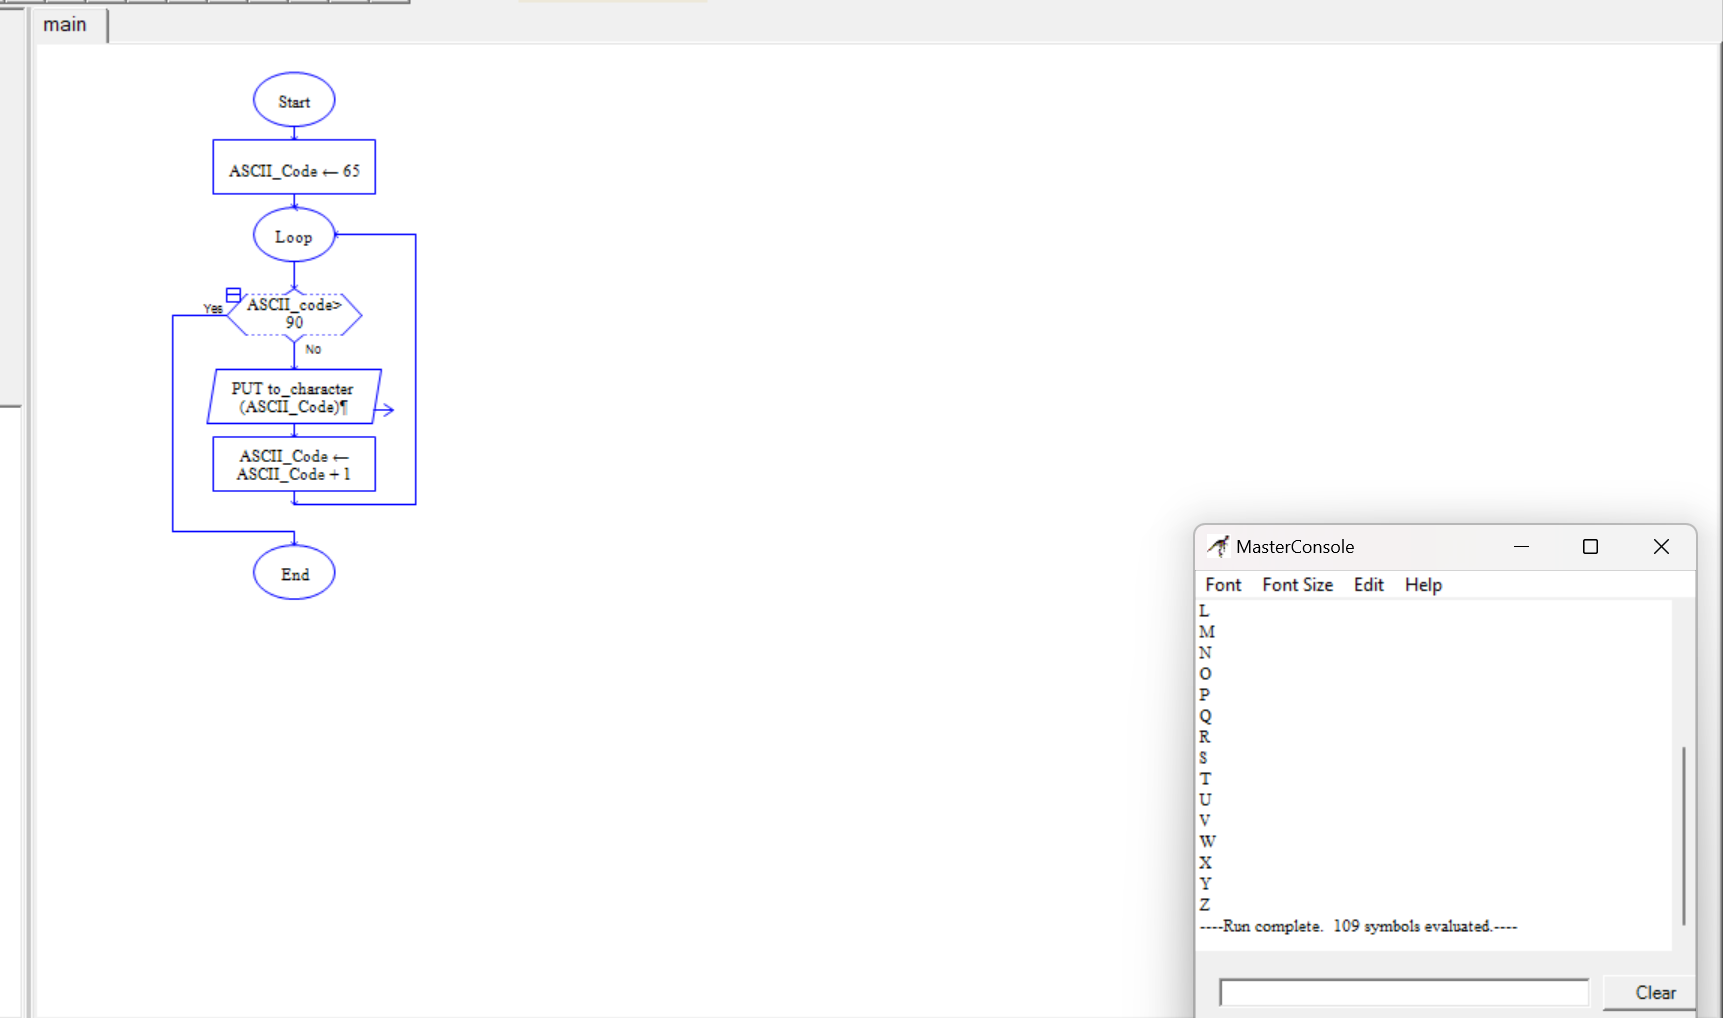 main
Start
ASCII_Code ← 65
Loop
ASCII_code>
90
Yes
No
PUT to_character
(ASCII_Code)¶
ASCII_Code ←
ASCII_Code + 1
End
MasterConsole
Font Font Size Edit Help
L
M
N
O
P
Q
R
S
T
U
V
W
X
Y
Z
----Run complete.  109 symbols evaluated.----
Clear